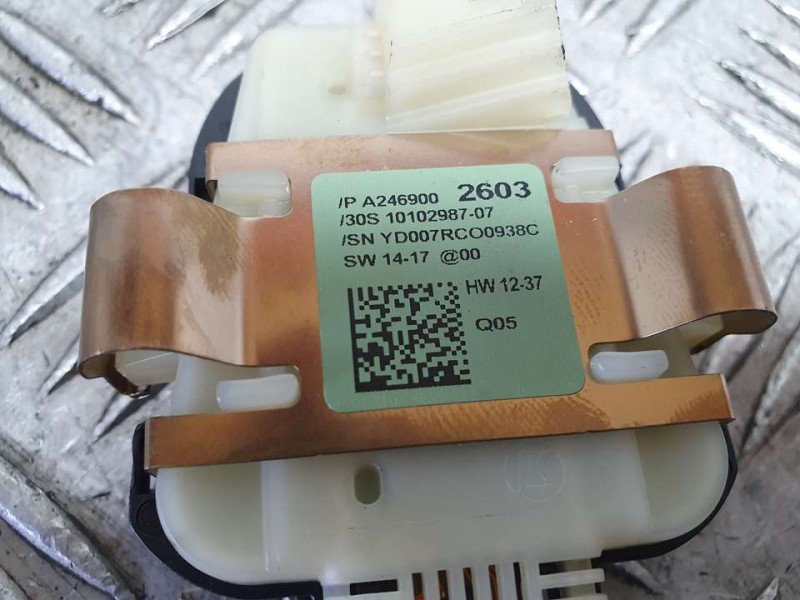 /P A246900 2603
/30S 10102987-07
/SN YD007RCO0938C
SW 14-17 @00
HW 12-37
Q05